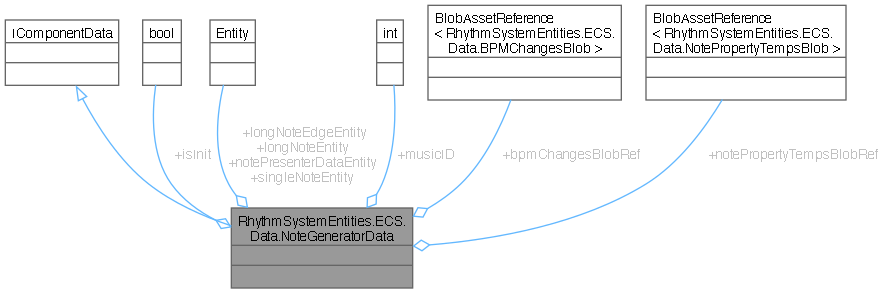 IComponentData
bool
Entity
int
BlobAssetReference
< RhythmSystemEntities.ECS.
Data.BPMChangesBlob >
BlobAssetReference
< RhythmSystemEntities.ECS.
Data.NotePropertyTempsBlob >
+isInit
+longNoteEdgeEntity
+longNoteEntity
+notePresenterDataEntity
+singleNoteEntity
+musicID
+bpmChangesBlobRef
+notePropertyTempsBlobRef
RhythmSystemEntities.ECS.
Data.NoteGeneratorData